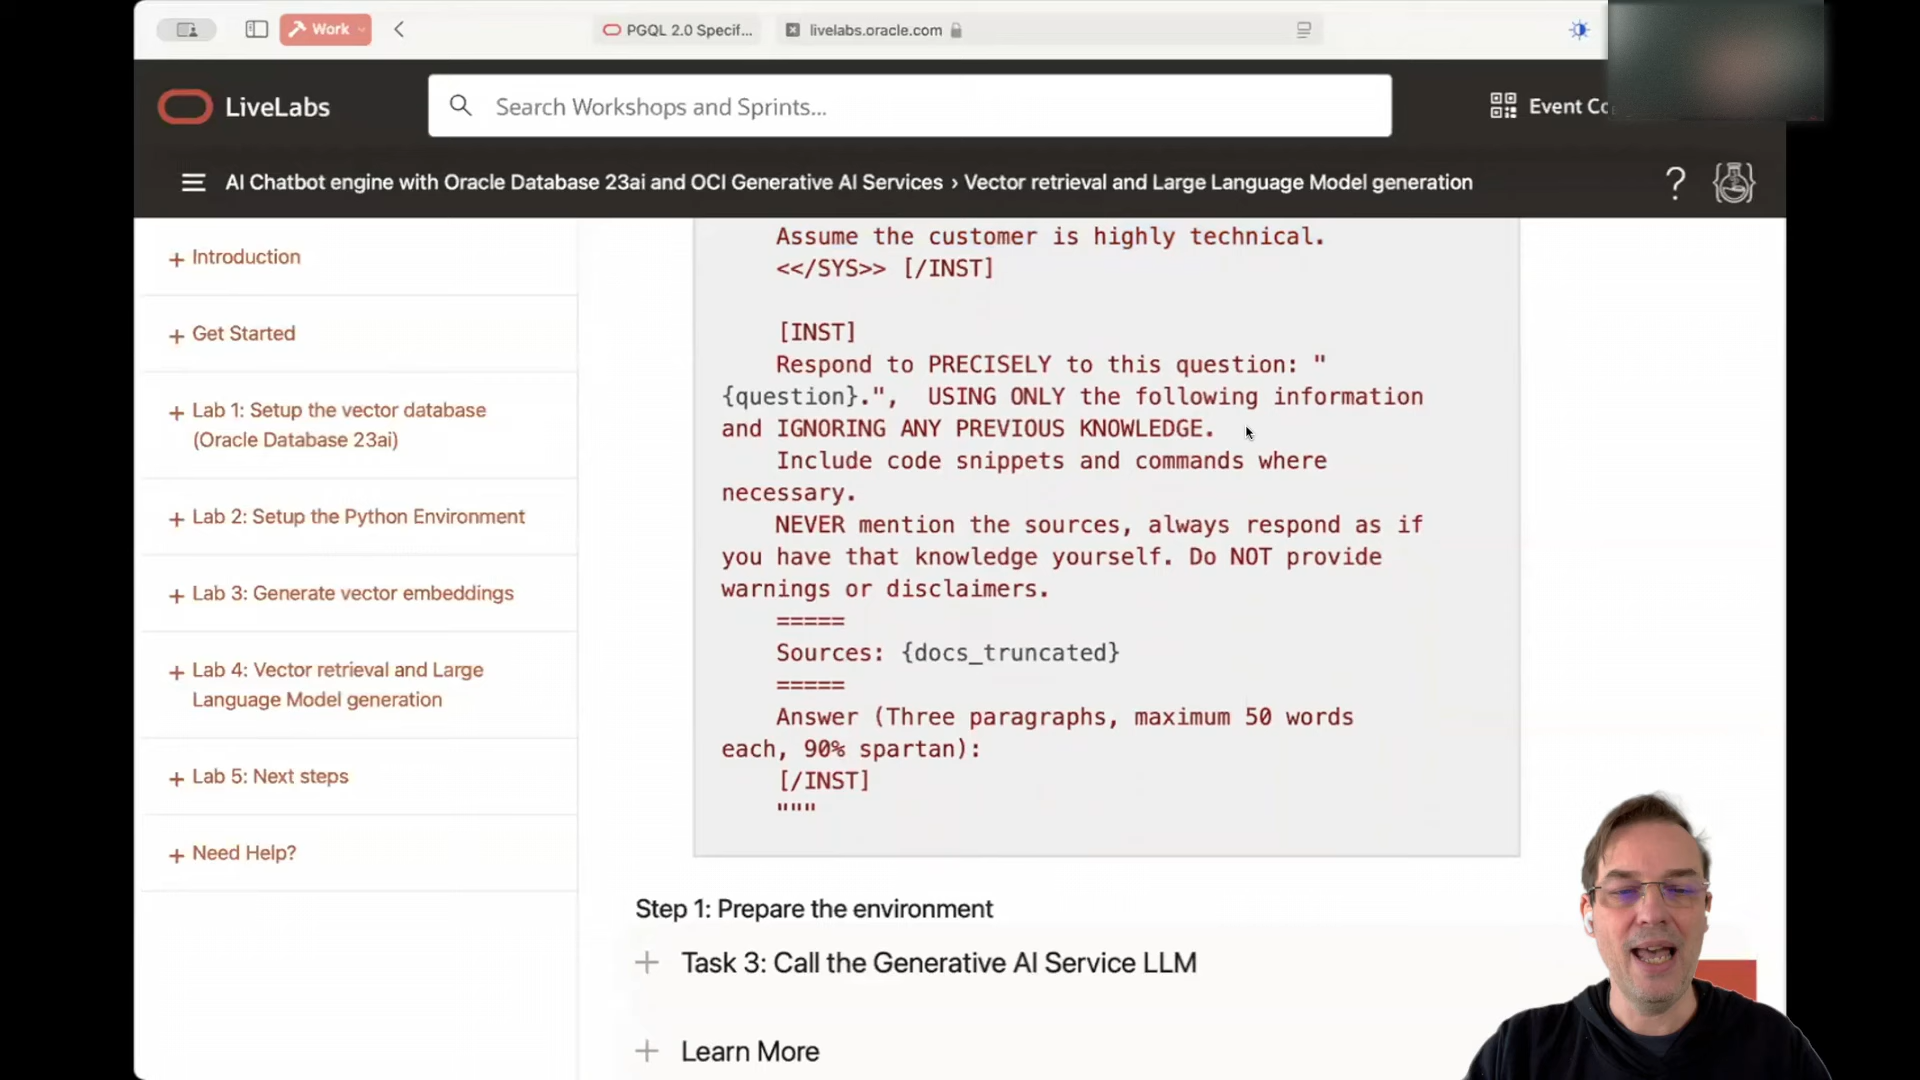 Work
PGQL 2.0 Specif...
livelabs.oracle.com
LiveLabs
Search Workshops and Sprints...
Event Co
AI Chatbot engine with Oracle Database 23ai and OCI Generative AI Services › Vector retrieval and Large Language Model generation
?
+ Introduction
+ Get Started
+ Lab 1: Setup the vector database
(Oracle Database 23ai)
+ Lab 2: Setup the Python Environment
+ Lab 3: Generate vector embeddings
+ Lab 4: Vector retrieval and Large
Language Model generation
+ Lab 5: Next steps
+ Need Help?
Assume the customer is highly technical.
<</SYS>> [/INST]
[INST]
Respond to PRECISELY to this question: "
{question}.",  USING ONLY the following information
and IGNORING ANY PREVIOUS KNOWLEDGE.
Include code snippets and commands where
necessary.
NEVER mention the sources, always respond as if
you have that knowledge yourself. Do NOT provide
warnings or disclaimers.
=====
Sources: {docs_truncated}
=====
Answer (Three paragraphs, maximum 50 words
each, 90% spartan):
[/INST]
"""
Step 1: Prepare the environment
+ Task 3: Call the Generative AI Service LLM
+ Learn More